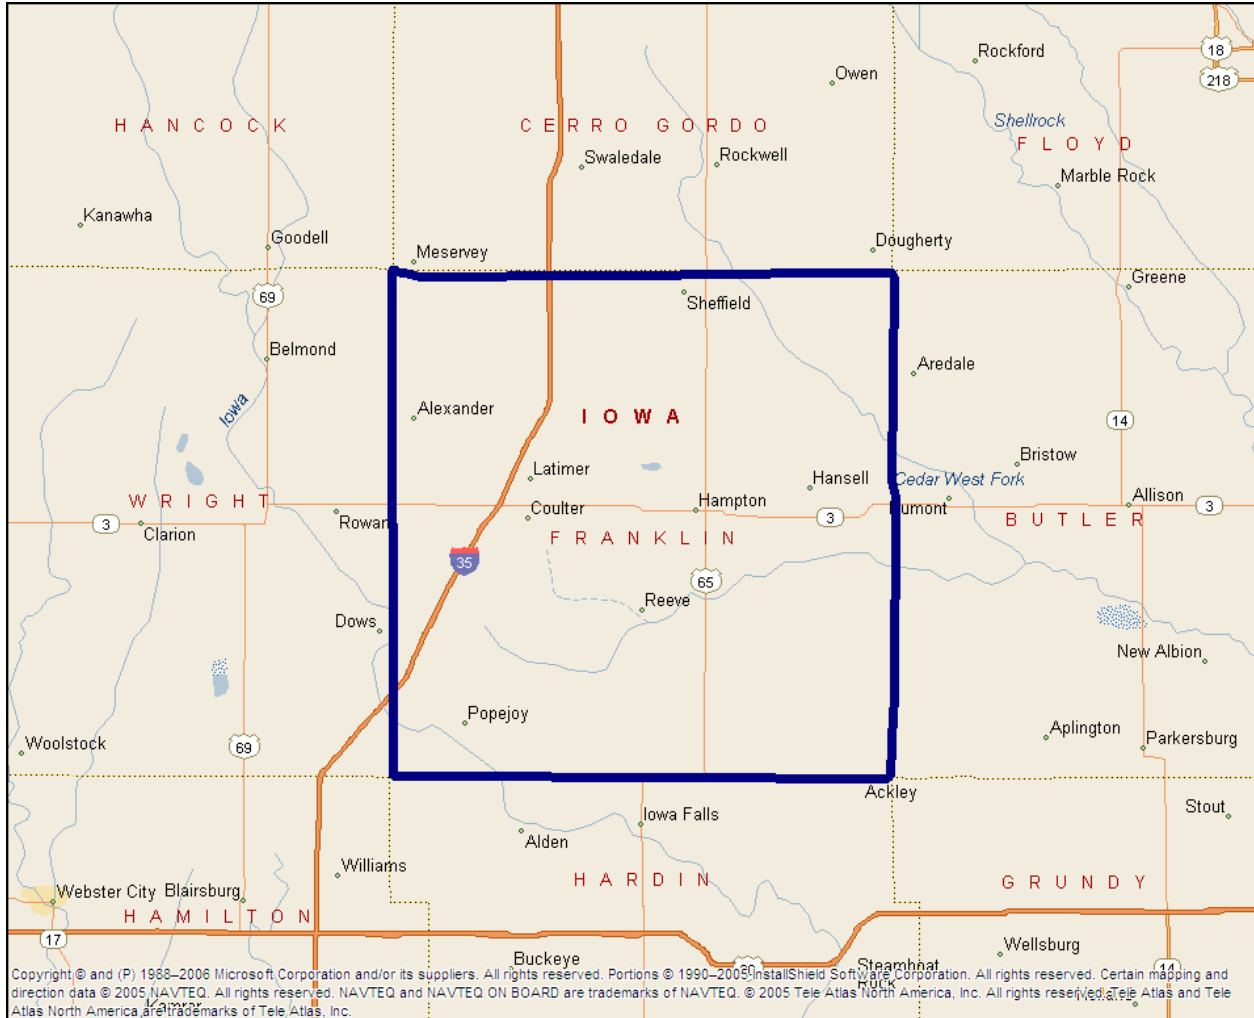 18
Rockford
Owen
218
Shellrock
HANCOCK
CERRO GORDO
FLOYD
Swaledale
Rockwell
Marble Rock
Kanawha
Goodell
Meservey
Dougherty
Greene
69
Sheffield
Belmond
Aredale
Iowa
Alexander
IOWA
14
Latimer
Bristow
Hansell
Cedar West Fork
WRIGHT
Hampton
Allison
3
Clarion
Rowan
Coulter
3
Dumont
BUTLER
3
FRANKLIN
35
65
Reeve
Dows
New Albion
Popejoy
Aplington
Parkersburg
Woolstock
69
Ackley
Iowa Falls
Stout
Alden
Williams
HARDIN
GRUNDY
Webster City
Blairsburg
HAMILTON
17
Wellsburg
Buckeye
20
Steamboat
Rock
14
Copyright © and (P) 1988–2006 Microsoft Corporation and/or its suppliers. All rights reserved. Portions © 1990–2005 InstallShield Software Corporation. All rights reserved. Certain mapping and
direction data © 2005 NAVTEQ. All rights reserved. NAVTEQ and NAVTEQ ON BOARD are trademarks of NAVTEQ. © 2005 Tele Atlas North America, Inc. All rights reserved. Tele Atlas and Tele
Atlas North America are trademarks of Tele Atlas, Inc.
Kamrar